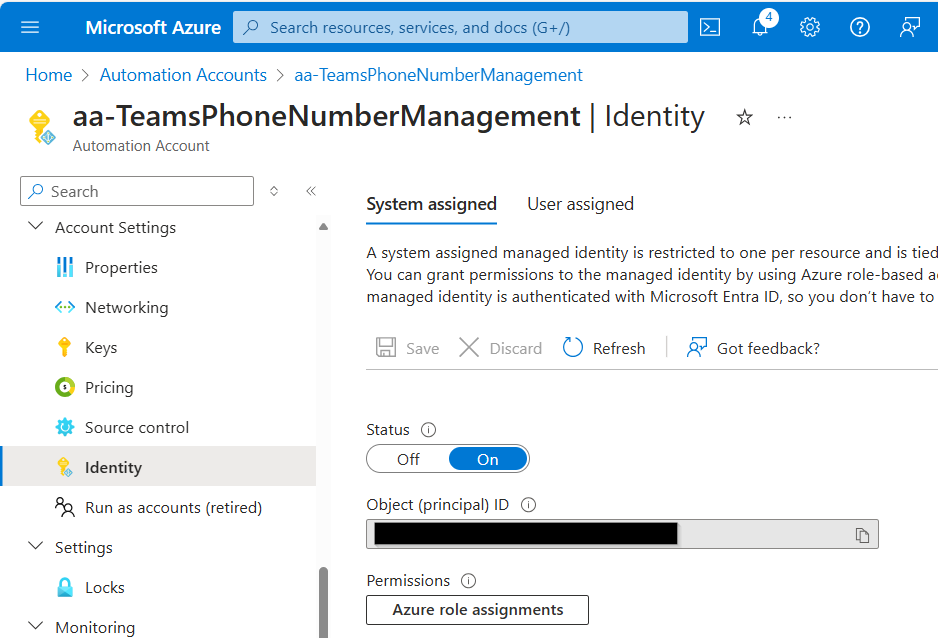 Microsoft Azure
Search resources, services, and docs (G+/)
4
Home > Automation Accounts > aa-TeamsPhoneNumberManagement
aa-TeamsPhoneNumberManagement | Identity
Automation Account
Search
Account Settings
Properties
Networking
Keys
Pricing
Source control
Identity
Run as accounts (retired)
Settings
Locks
Monitoring
System assigned User assigned
A system assigned managed identity is restricted to one per resource and is tied
You can grant permissions to the managed identity by using Azure role-based a
managed identity is authenticated with Microsoft Entra ID, so you don't have to
Save Discard Refresh Got feedback?
Status
Off On
Object (principal) ID
Permissions
Azure role assignments